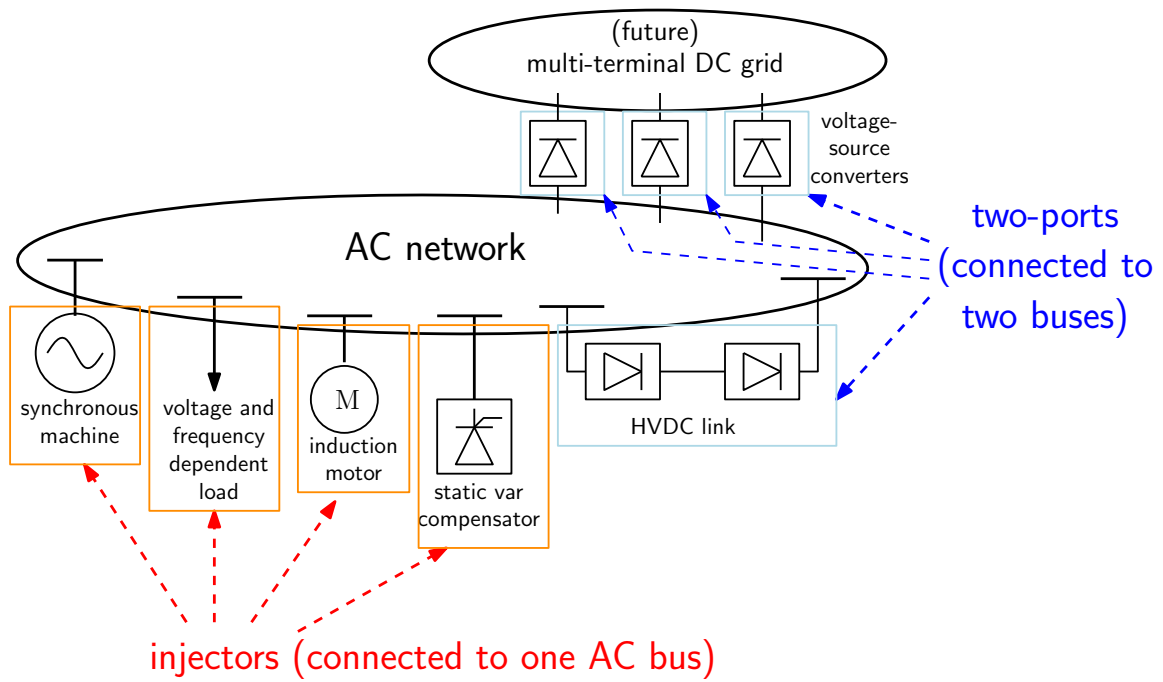 (future)
multi-terminal DC grid
voltage-
source
converters
two-ports
(connected to
two buses)
AC network
synchronous
machine
voltage and
frequency
dependent
load
M
induction
motor
static var
compensator
HVDC link
injectors (connected to one AC bus)